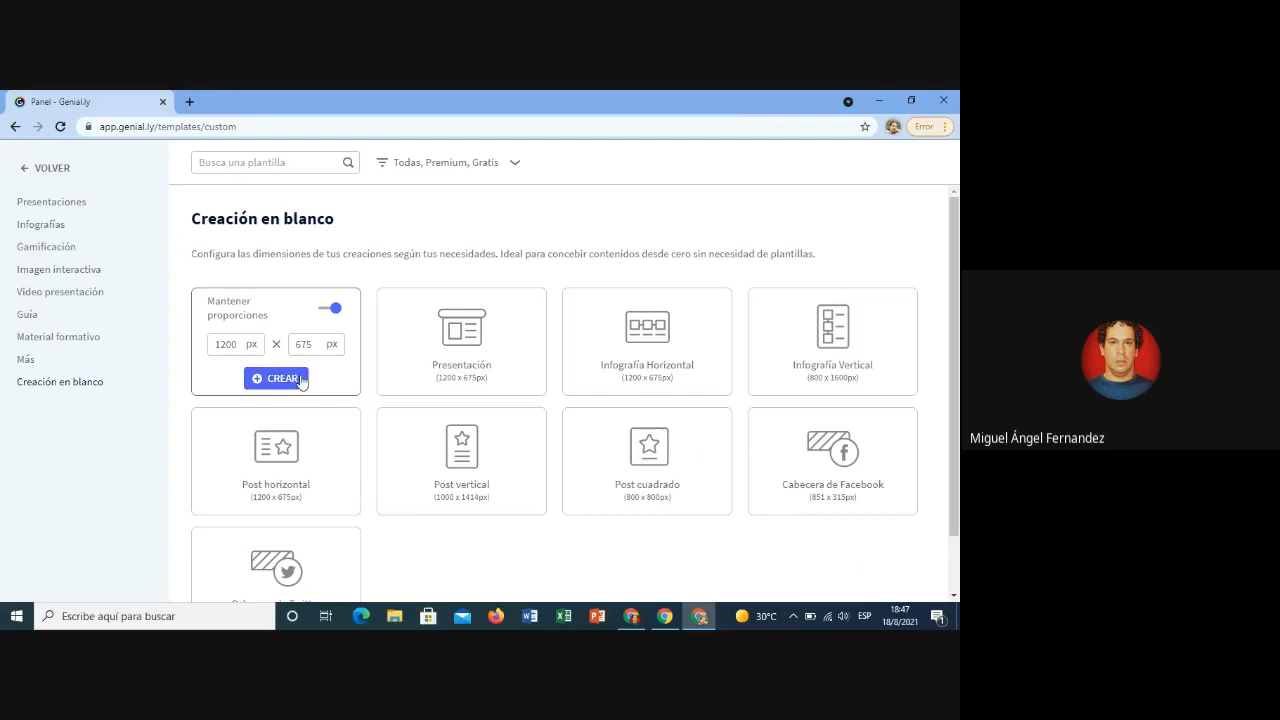 Panel - Genial.ly
app.genial.ly/templates/custom
Error
VOLVER
Busca una plantilla
Todas, Premium, Gratis
Presentaciones
Infografías
Gamificación
Imagen interactiva
Video presentación
Guía
Material formativo
Más
Creación en blanco
Creación en blanco
Configura las dimensiones de tus creaciones según tus necesidades. Ideal para concebir contenidos desde cero sin necesidad de plantillas.
Mantener
proporciones
1200 px × 675 px
CREAR
Presentación
(1200 x 675px)
Infografía Horizontal
(1200 x 675px)
Infografía Vertical
(800 x 1600px)
Post horizontal
(1200 x 675px)
Post vertical
(1000 x 1414px)
Post cuadrado
(800 x 800px)
Cabecera de Facebook
(851 x 315px)
Miguel Ángel Fernandez
Escribe aquí para buscar
30°C
ESP
18:47
18/8/2021
1